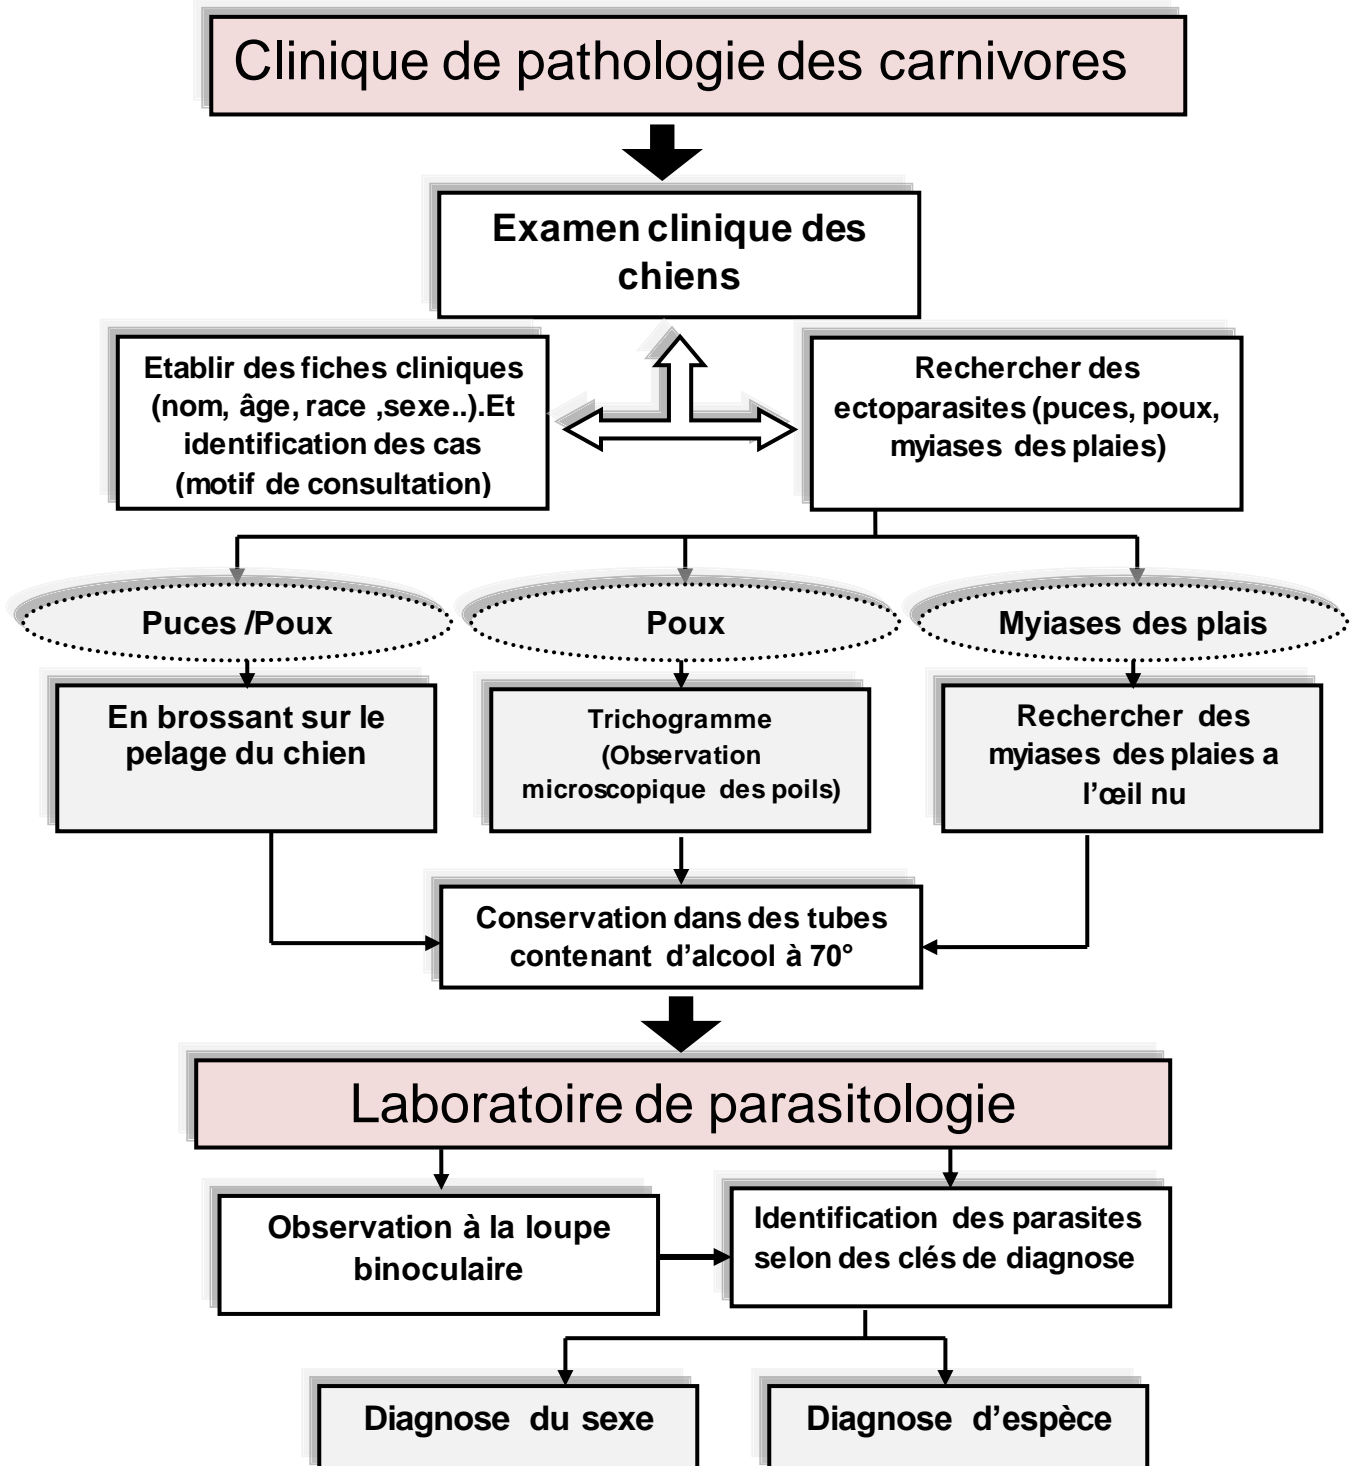 Clinique de pathologie des carnivores
Examen clinique des
chiens
Etablir des fiches cliniques
(nom, âge, race ,sexe..).Et
identification des cas
(motif de consultation)
Rechercher des
ectoparasites (puces, poux,
myiases des plaies)
Puces /Poux
Poux
Myiases des plais
En brossant sur le
pelage du chien
Trichogramme
(Observation
microscopique des poils)
Rechercher des
myiases des plaies a
l’œil nu
Conservation dans des tubes
contenant d’alcool à 70°
Laboratoire de parasitologie
Observation à la loupe
binoculaire
Identification des parasites
selon des clés de diagnose
Diagnose du sexe
Diagnose d’espèce